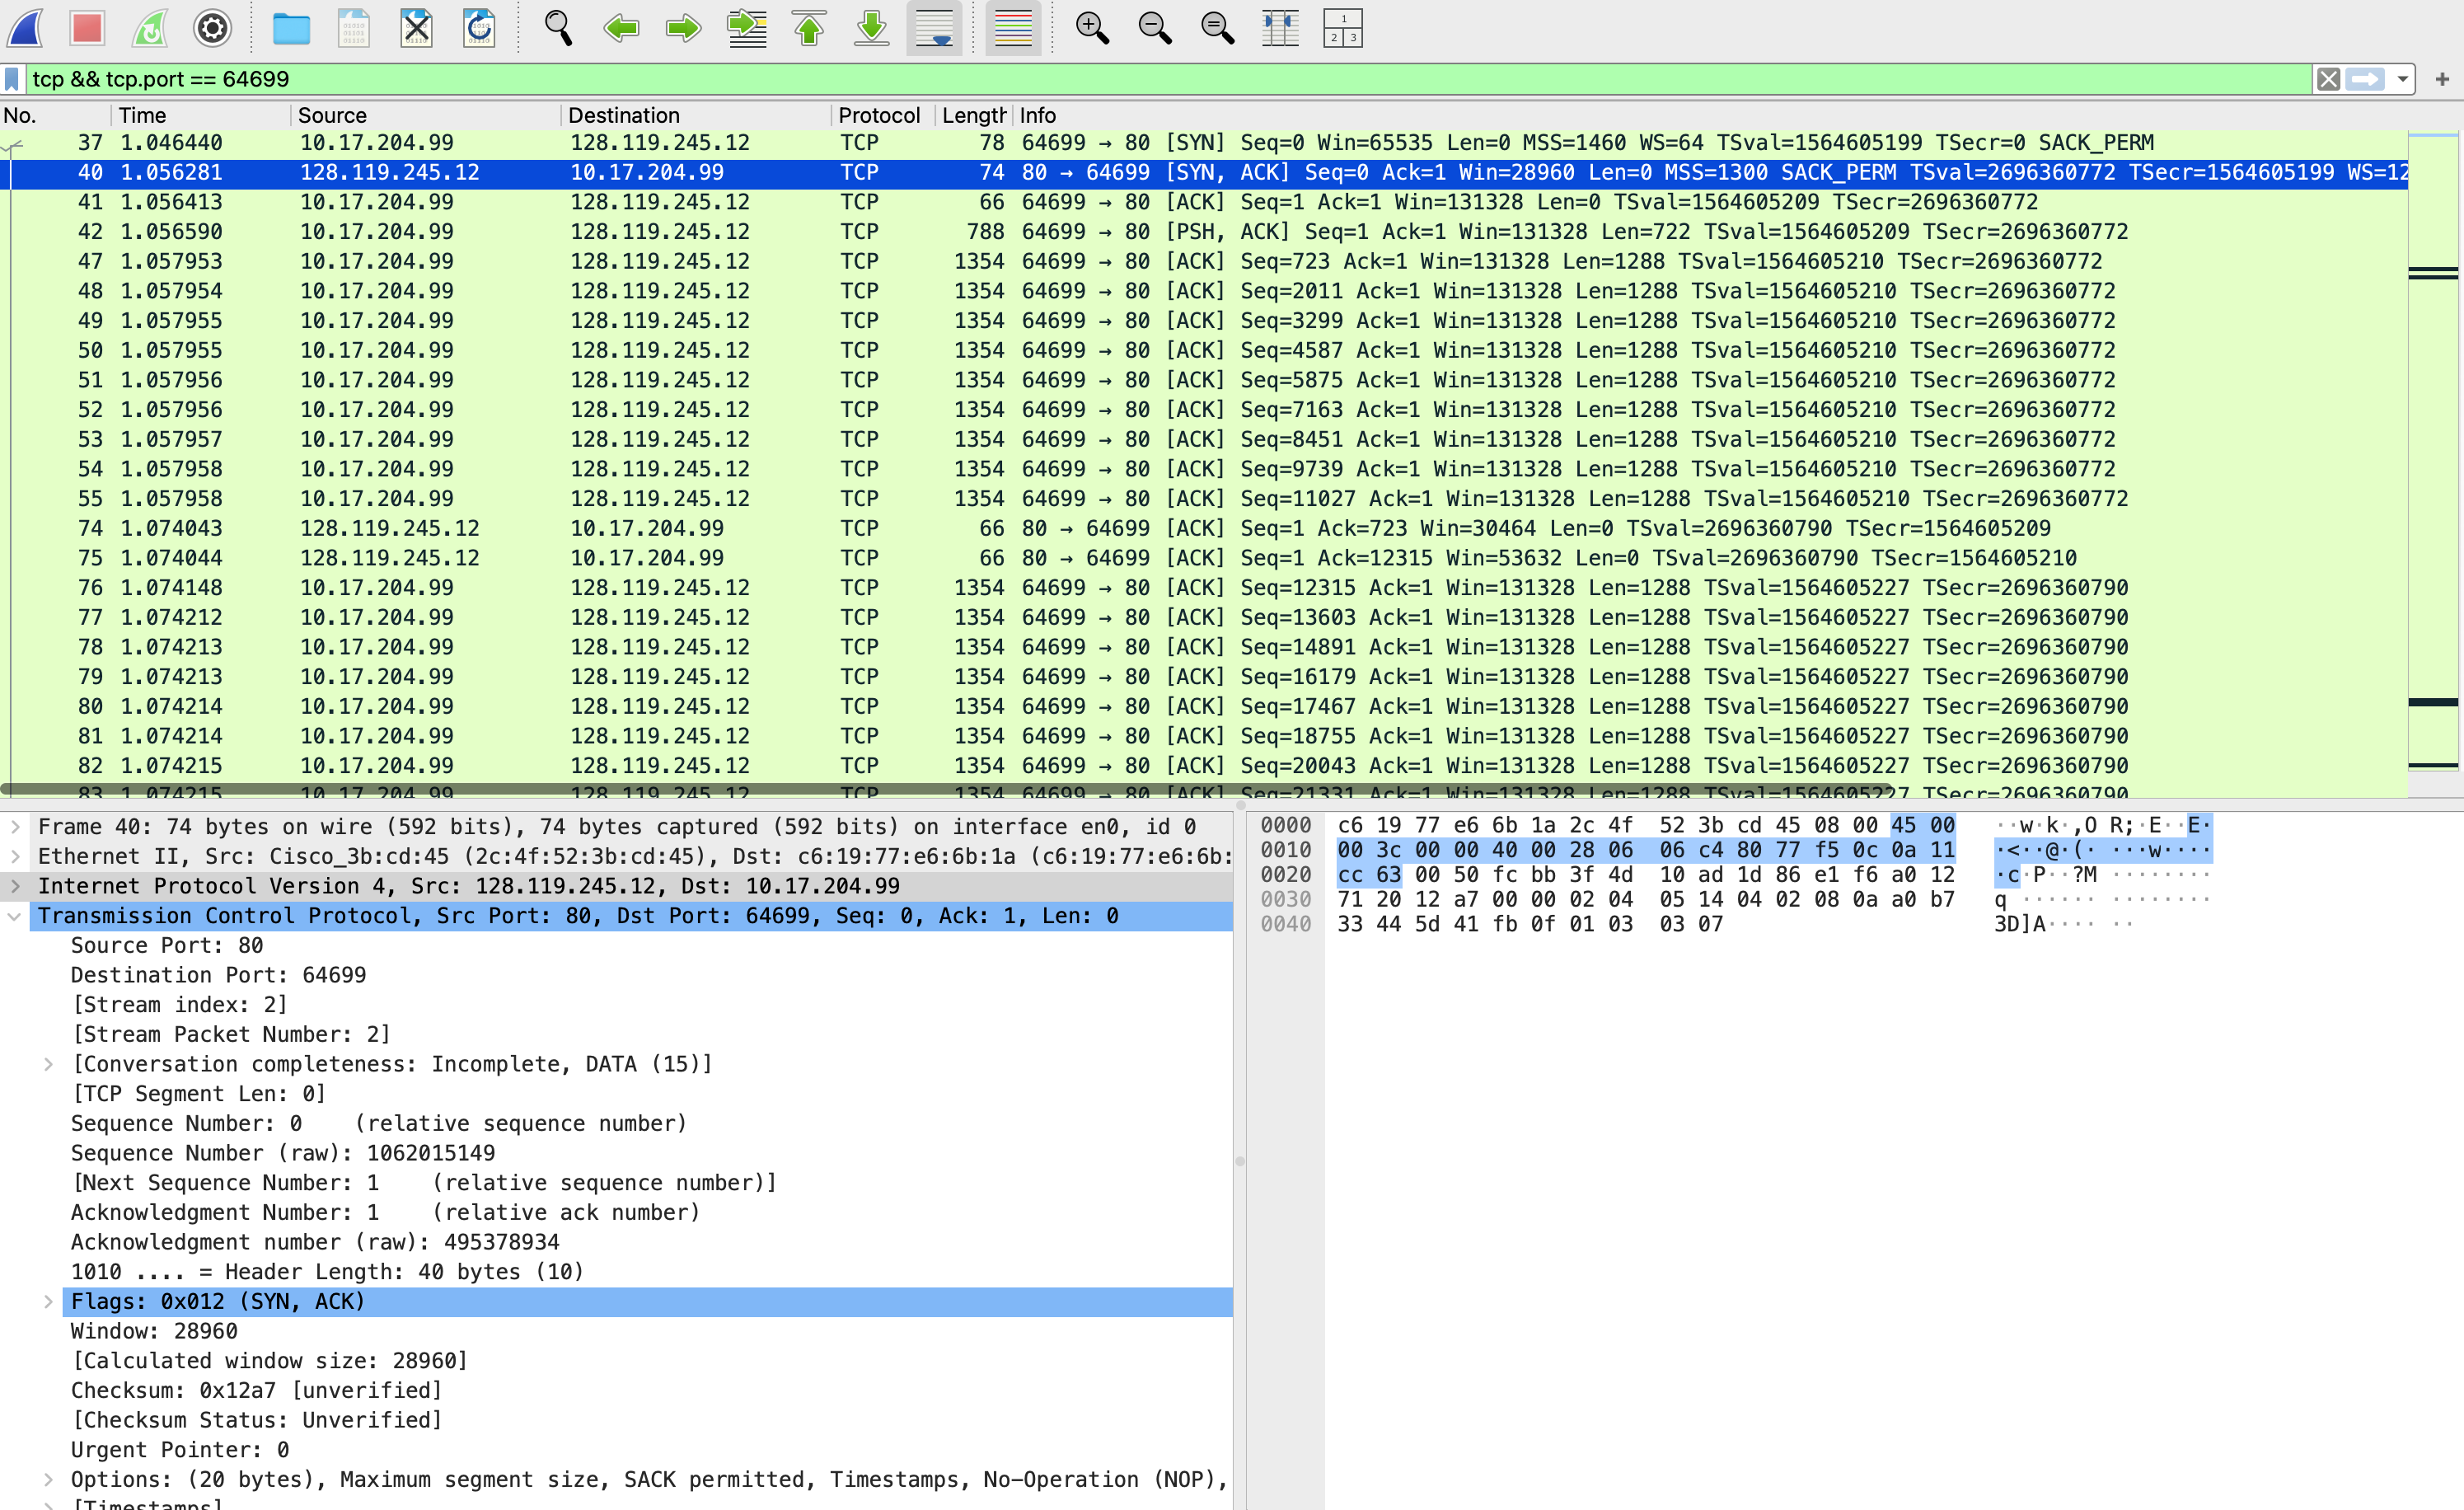 tcp && tcp.port == 64699
No. Time Source Destination Protocol Length Info
37 1.046440 10.17.204.99 128.119.245.12 TCP 78 64699 → 80 [SYN] Seq=0 Win=65535 Len=0 MSS=1460 WS=64 TSval=1564605199 TSecr=0 SACK_PERM
40 1.056281 128.119.245.12 10.17.204.99 TCP 74 80 → 64699 [SYN, ACK] Seq=0 Ack=1 Win=28960 Len=0 MSS=1300 SACK_PERM TSval=2696360772 TSecr=1564605199 WS=12
41 1.056413 10.17.204.99 128.119.245.12 TCP 66 64699 → 80 [ACK] Seq=1 Ack=1 Win=131328 Len=0 TSval=1564605209 TSecr=2696360772
42 1.056590 10.17.204.99 128.119.245.12 TCP 788 64699 → 80 [PSH, ACK] Seq=1 Ack=1 Win=131328 Len=722 TSval=1564605209 TSecr=2696360772
47 1.057953 10.17.204.99 128.119.245.12 TCP 1354 64699 → 80 [ACK] Seq=723 Ack=1 Win=131328 Len=1288 TSval=1564605210 TSecr=2696360772
48 1.057954 10.17.204.99 128.119.245.12 TCP 1354 64699 → 80 [ACK] Seq=2011 Ack=1 Win=131328 Len=1288 TSval=1564605210 TSecr=2696360772
49 1.057955 10.17.204.99 128.119.245.12 TCP 1354 64699 → 80 [ACK] Seq=3299 Ack=1 Win=131328 Len=1288 TSval=1564605210 TSecr=2696360772
50 1.057955 10.17.204.99 128.119.245.12 TCP 1354 64699 → 80 [ACK] Seq=4587 Ack=1 Win=131328 Len=1288 TSval=1564605210 TSecr=2696360772
51 1.057956 10.17.204.99 128.119.245.12 TCP 1354 64699 → 80 [ACK] Seq=5875 Ack=1 Win=131328 Len=1288 TSval=1564605210 TSecr=2696360772
52 1.057956 10.17.204.99 128.119.245.12 TCP 1354 64699 → 80 [ACK] Seq=7163 Ack=1 Win=131328 Len=1288 TSval=1564605210 TSecr=2696360772
53 1.057957 10.17.204.99 128.119.245.12 TCP 1354 64699 → 80 [ACK] Seq=8451 Ack=1 Win=131328 Len=1288 TSval=1564605210 TSecr=2696360772
54 1.057958 10.17.204.99 128.119.245.12 TCP 1354 64699 → 80 [ACK] Seq=9739 Ack=1 Win=131328 Len=1288 TSval=1564605210 TSecr=2696360772
55 1.057958 10.17.204.99 128.119.245.12 TCP 1354 64699 → 80 [ACK] Seq=11027 Ack=1 Win=131328 Len=1288 TSval=1564605210 TSecr=2696360772
74 1.074043 128.119.245.12 10.17.204.99 TCP 66 80 → 64699 [ACK] Seq=1 Ack=723 Win=30464 Len=0 TSval=2696360790 TSecr=1564605209
75 1.074044 128.119.245.12 10.17.204.99 TCP 66 80 → 64699 [ACK] Seq=1 Ack=12315 Win=53632 Len=0 TSval=2696360790 TSecr=1564605210
76 1.074148 10.17.204.99 128.119.245.12 TCP 1354 64699 → 80 [ACK] Seq=12315 Ack=1 Win=131328 Len=1288 TSval=1564605227 TSecr=2696360790
77 1.074212 10.17.204.99 128.119.245.12 TCP 1354 64699 → 80 [ACK] Seq=13603 Ack=1 Win=131328 Len=1288 TSval=1564605227 TSecr=2696360790
78 1.074213 10.17.204.99 128.119.245.12 TCP 1354 64699 → 80 [ACK] Seq=14891 Ack=1 Win=131328 Len=1288 TSval=1564605227 TSecr=2696360790
79 1.074213 10.17.204.99 128.119.245.12 TCP 1354 64699 → 80 [ACK] Seq=16179 Ack=1 Win=131328 Len=1288 TSval=1564605227 TSecr=2696360790
80 1.074214 10.17.204.99 128.119.245.12 TCP 1354 64699 → 80 [ACK] Seq=17467 Ack=1 Win=131328 Len=1288 TSval=1564605227 TSecr=2696360790
81 1.074214 10.17.204.99 128.119.245.12 TCP 1354 64699 → 80 [ACK] Seq=18755 Ack=1 Win=131328 Len=1288 TSval=1564605227 TSecr=2696360790
82 1.074215 10.17.204.99 128.119.245.12 TCP 1354 64699 → 80 [ACK] Seq=20043 Ack=1 Win=131328 Len=1288 TSval=1564605227 TSecr=2696360790
83 1.074215 10.17.204.99 128.119.245.12 TCP 1354 64699 → 80 [ACK] Seq=21331 Ack=1 Win=131328 Len=1288 TSval=1564605227 TSecr=2696360790
Frame 40: 74 bytes on wire (592 bits), 74 bytes captured (592 bits) on interface en0, id 0
Ethernet II, Src: Cisco_3b:cd:45 (2c:4f:52:3b:cd:45), Dst: c6:19:77:e6:6b:1a (c6:19:77:e6:6b:
Internet Protocol Version 4, Src: 128.119.245.12, Dst: 10.17.204.99
Transmission Control Protocol, Src Port: 80, Dst Port: 64699, Seq: 0, Ack: 1, Len: 0
Source Port: 80
Destination Port: 64699
[Stream index: 2]
[Stream Packet Number: 2]
[Conversation completeness: Incomplete, DATA (15)]
[TCP Segment Len: 0]
Sequence Number: 0 (relative sequence number)
Sequence Number (raw): 1062015149
[Next Sequence Number: 1 (relative sequence number)]
Acknowledgment Number: 1 (relative ack number)
Acknowledgment number (raw): 495378934
1010 .... = Header Length: 40 bytes (10)
Flags: 0x012 (SYN, ACK)
Window: 28960
[Calculated window size: 28960]
Checksum: 0x12a7 [unverified]
[Checksum Status: Unverified]
Urgent Pointer: 0
Options: (20 bytes), Maximum segment size, SACK permitted, Timestamps, No-Operation (NOP),
[Timestamps]
0000 c6 19 77 e6 6b 1a 2c 4f 52 3b cd 45 08 00 45 00 ··w·k·,O R;·E··E·
0010 00 3c 00 00 40 00 28 06 06 c4 80 77 f5 0c 0a 11 ·<··@·(· ···w····
0020 cc 63 00 50 fc bb 3f 4d 10 ad 1d 86 e1 f6 a0 12 ·c·P··?M ········
0030 71 20 12 a7 00 00 02 04 05 14 04 02 08 0a a0 b7 q ······ ········
0040 33 44 5d 41 fb 0f 01 03 03 07 3D]A···· ··